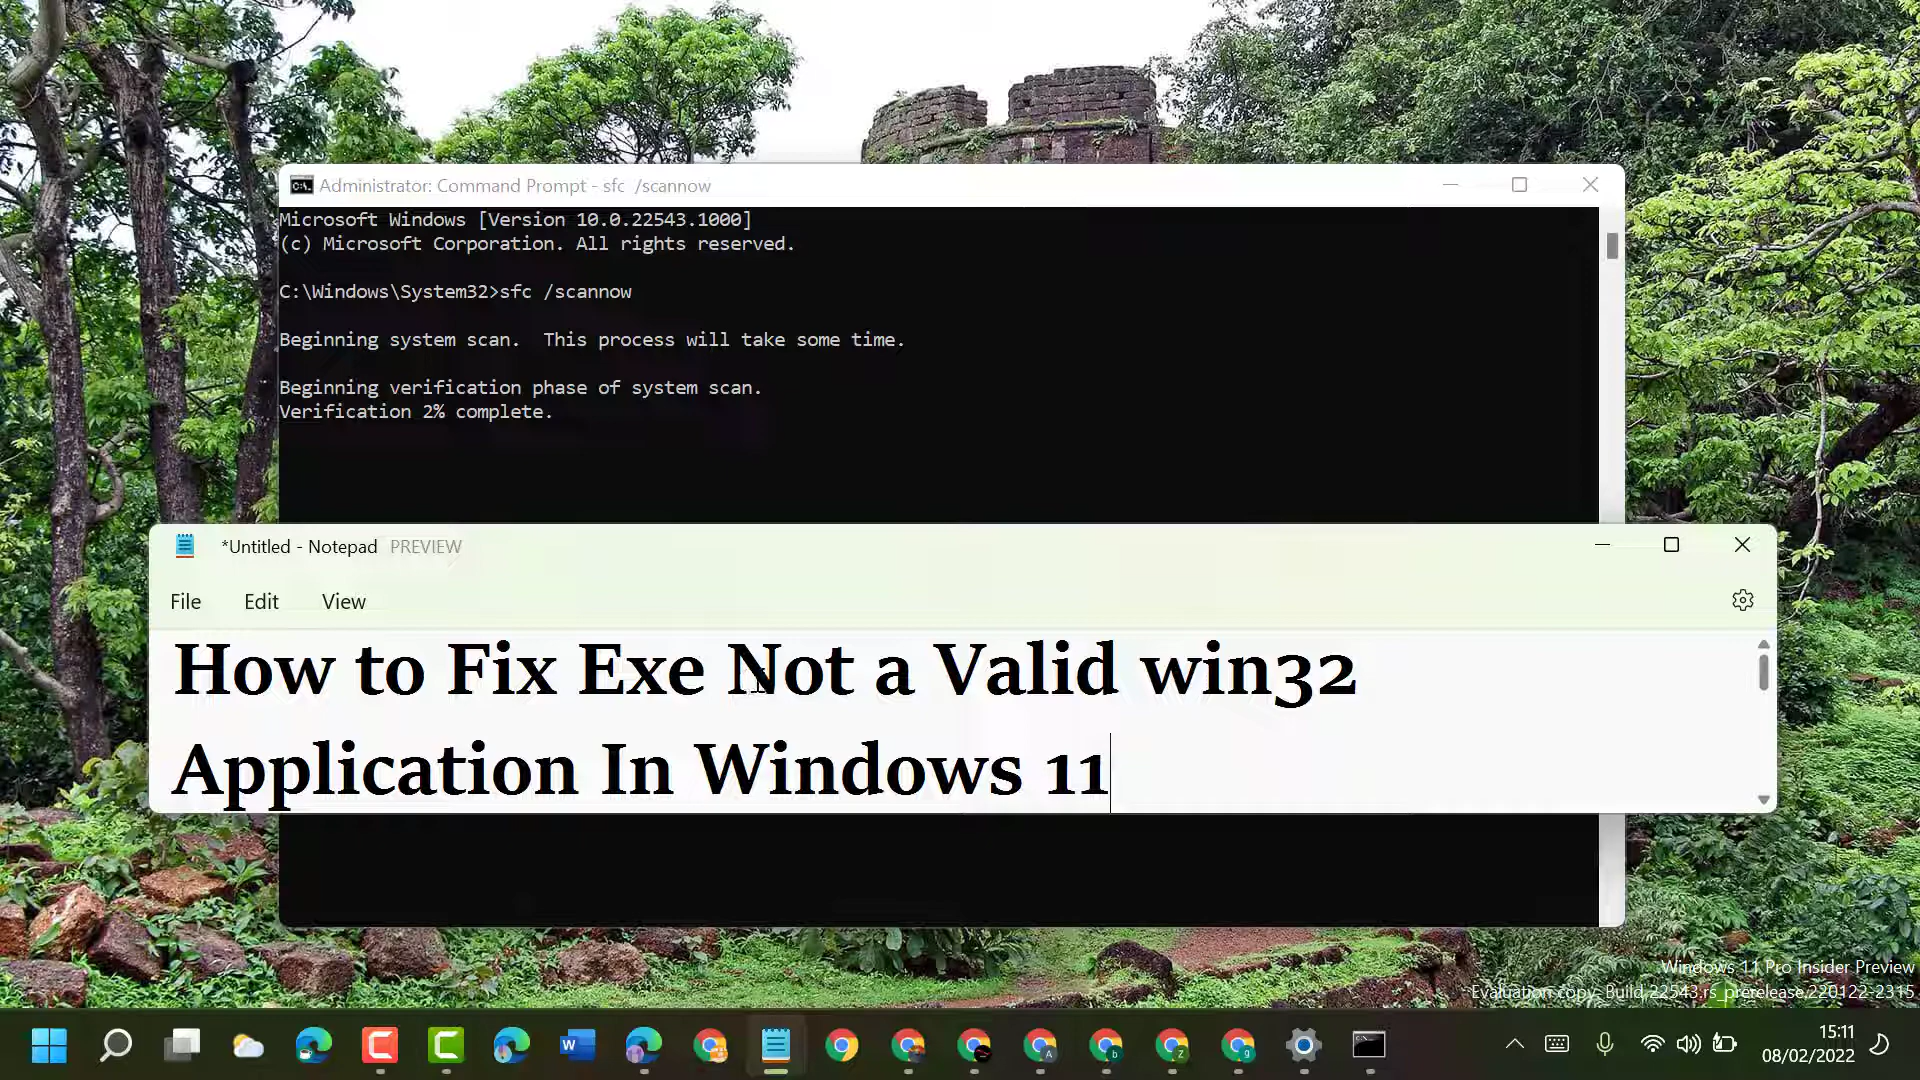 Administrator: Command Prompt - sfc /scannow
Microsoft Windows [Version 10.0.22543.1000]
(c) Microsoft Corporation. All rights reserved.
C:\Windows\System32>sfc /scannow
Beginning system scan.  This process will take some time.
Beginning verification phase of system scan.
Verification 2% complete.
*Untitled - Notepad PREVIEW
File Edit View
How to Fix Exe Not a Valid win32
Application In Windows 11
Windows 11 Pro Insider Preview
Evaluation copy. Build 22543.rs_prerelease.220122-2315
15:11
08/02/2022